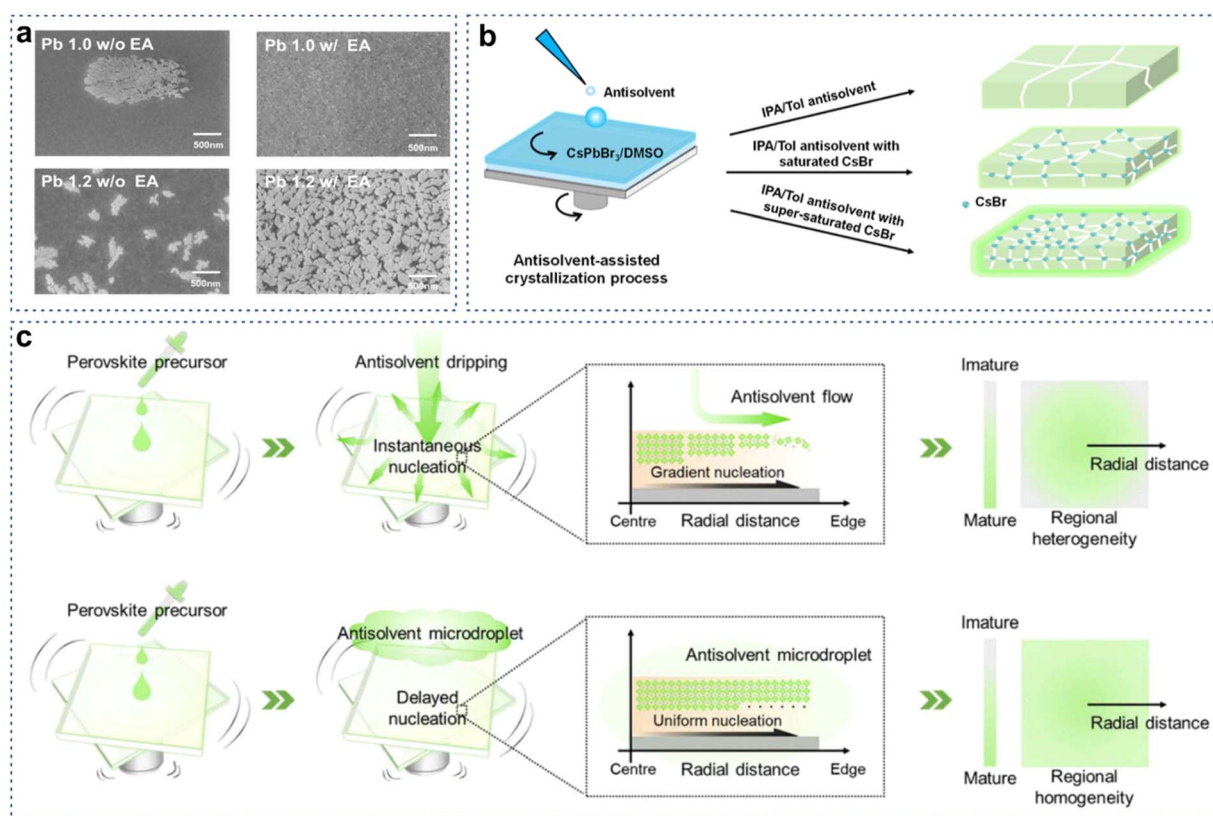 a
Pb 1.0 w/o EA
500nm
Pb 1.0 w/ EA
500nm
Pb 1.2 w/o EA
500nm
Pb 1.2 w/ EA
500nm
b
Antisolvent
CsPbBr₃/DMSO
Antisolvent-assisted
crystallization process
IPA/Tol antisolvent
IPA/Tol antisolvent with
saturated CsBr
IPA/Tol antisolvent with
super-saturated CsBr
CsBr
c
Perovskite precursor
Antisolvent dripping
Instantaneous
nucleation
Antisolvent flow
Gradient nucleation
Centre
Radial distance
Edge
Imature
Mature
Radial distance
Regional
heterogeneity
Perovskite precursor
Antisolvent microdroplet
Delayed
nucleation
Antisolvent microdroplet
Uniform nucleation
Centre
Radial distance
Edge
Imature
Mature
Radial distance
Regional
homogeneity